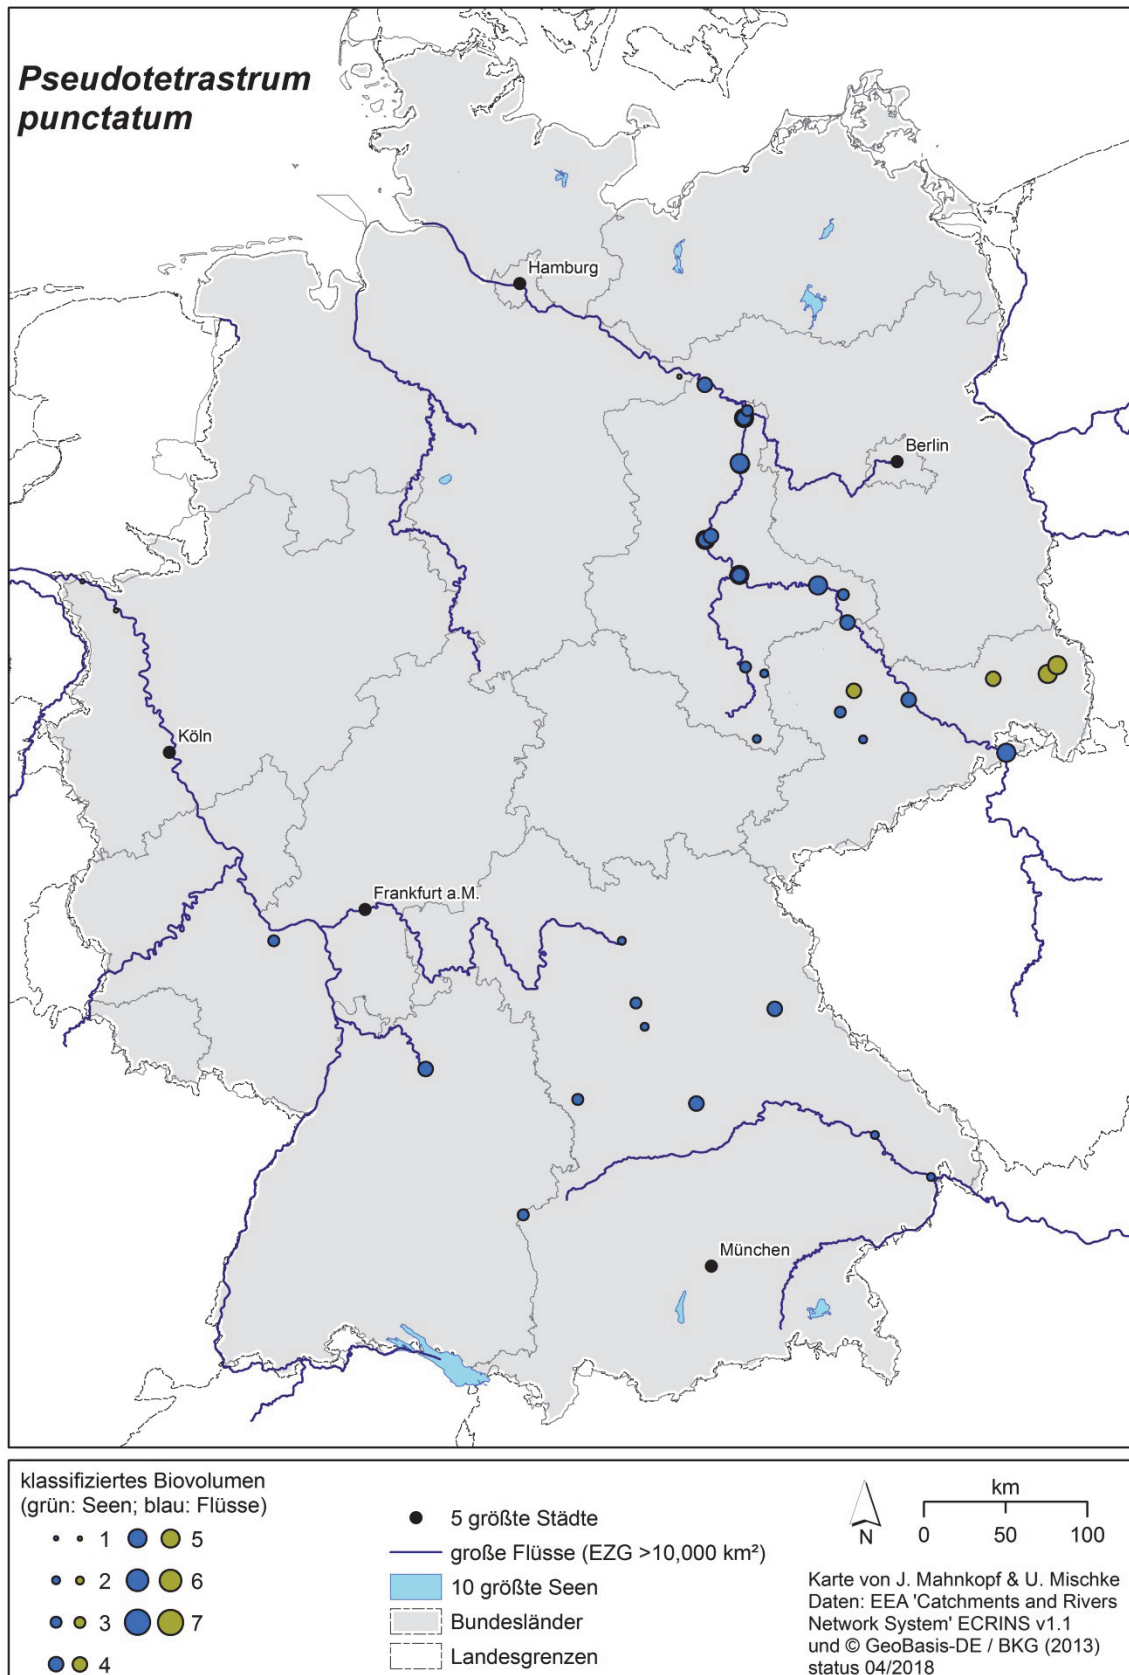 Pseudotetrastrum
punctatum
Hamburg
Berlin
Köln
Frankfurt a.M.
München
klassifiziertes Biovolumen
(grün: Seen; blau: Flüsse)
1
2
3
4
5
6
7
5 größte Städte
große Flüsse (EZG >10,000 km²)
10 größte Seen
Bundesländer
Landesgrenzen
N
km
0 50 100
Karte von J. Mahnkopf & U. Mischke
Daten: EEA 'Catchments and Rivers
Network System' ECRINS v1.1
und © GeoBasis-DE / BKG (2013)
status 04/2018